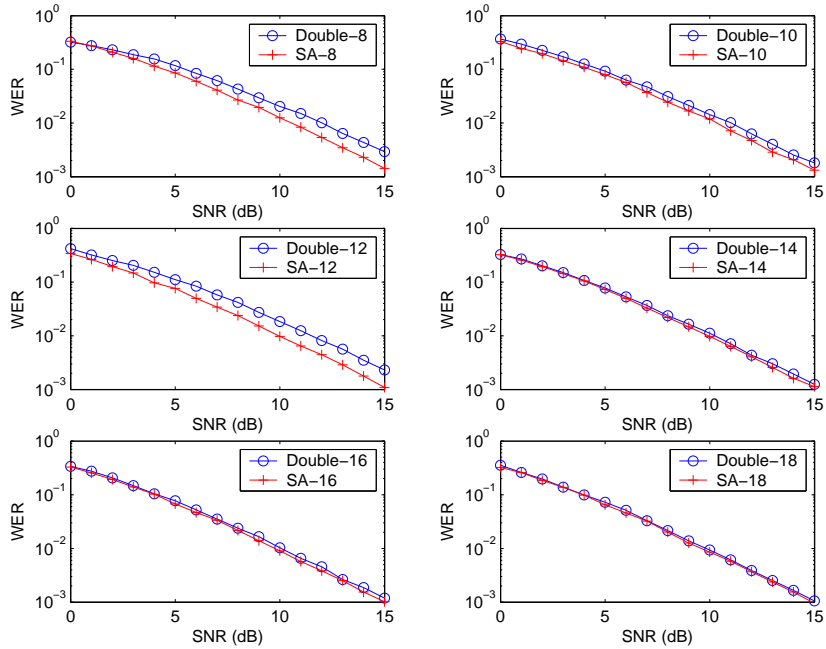 10^0
10^−1
10^−2
10^−3
WER
Double−8
SA−8
0 5 10 15
SNR (dB)
10^0
10^−1
10^−2
10^−3
WER
Double−10
SA−10
0 5 10 15
SNR (dB)
10^0
10^−1
10^−2
10^−3
WER
Double−12
SA−12
0 5 10 15
SNR (dB)
10^0
10^−1
10^−2
10^−3
WER
Double−14
SA−14
0 5 10 15
SNR (dB)
10^0
10^−1
10^−2
10^−3
WER
Double−16
SA−16
0 5 10 15
SNR (dB)
10^0
10^−1
10^−2
10^−3
WER
Double−18
SA−18
0 5 10 15
SNR (dB)